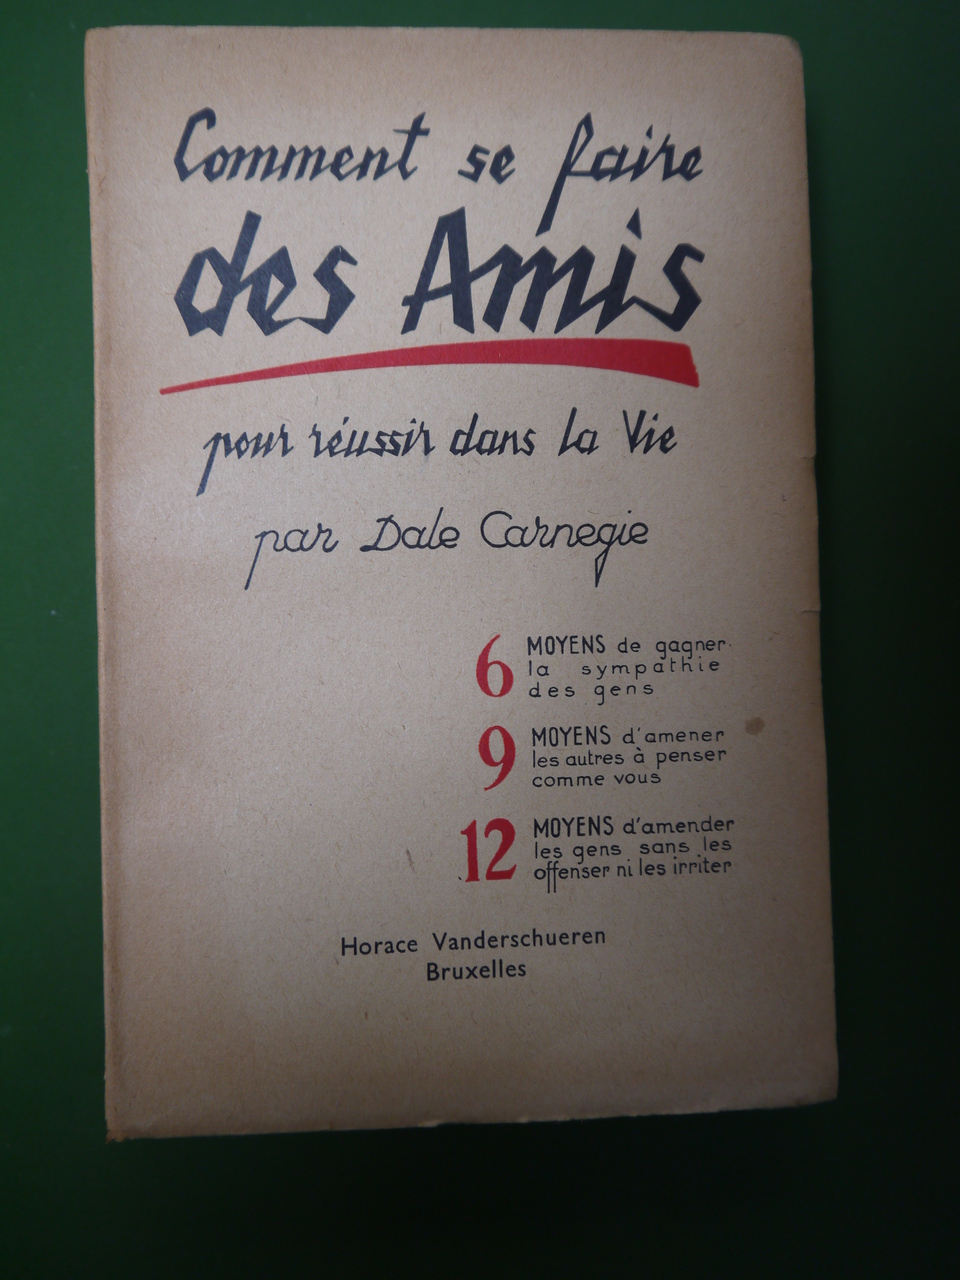 Comment se faire
des Amis
pour réussir dans la Vie
par Dale Carnegie
6 MOYENS de gagner
la sympathie
des gens
9 MOYENS d'amener
les autres à penser
comme vous
12 MOYENS d'amender
les gens sans les
offenser ni les irriter
Horace Vanderschueren
Bruxelles